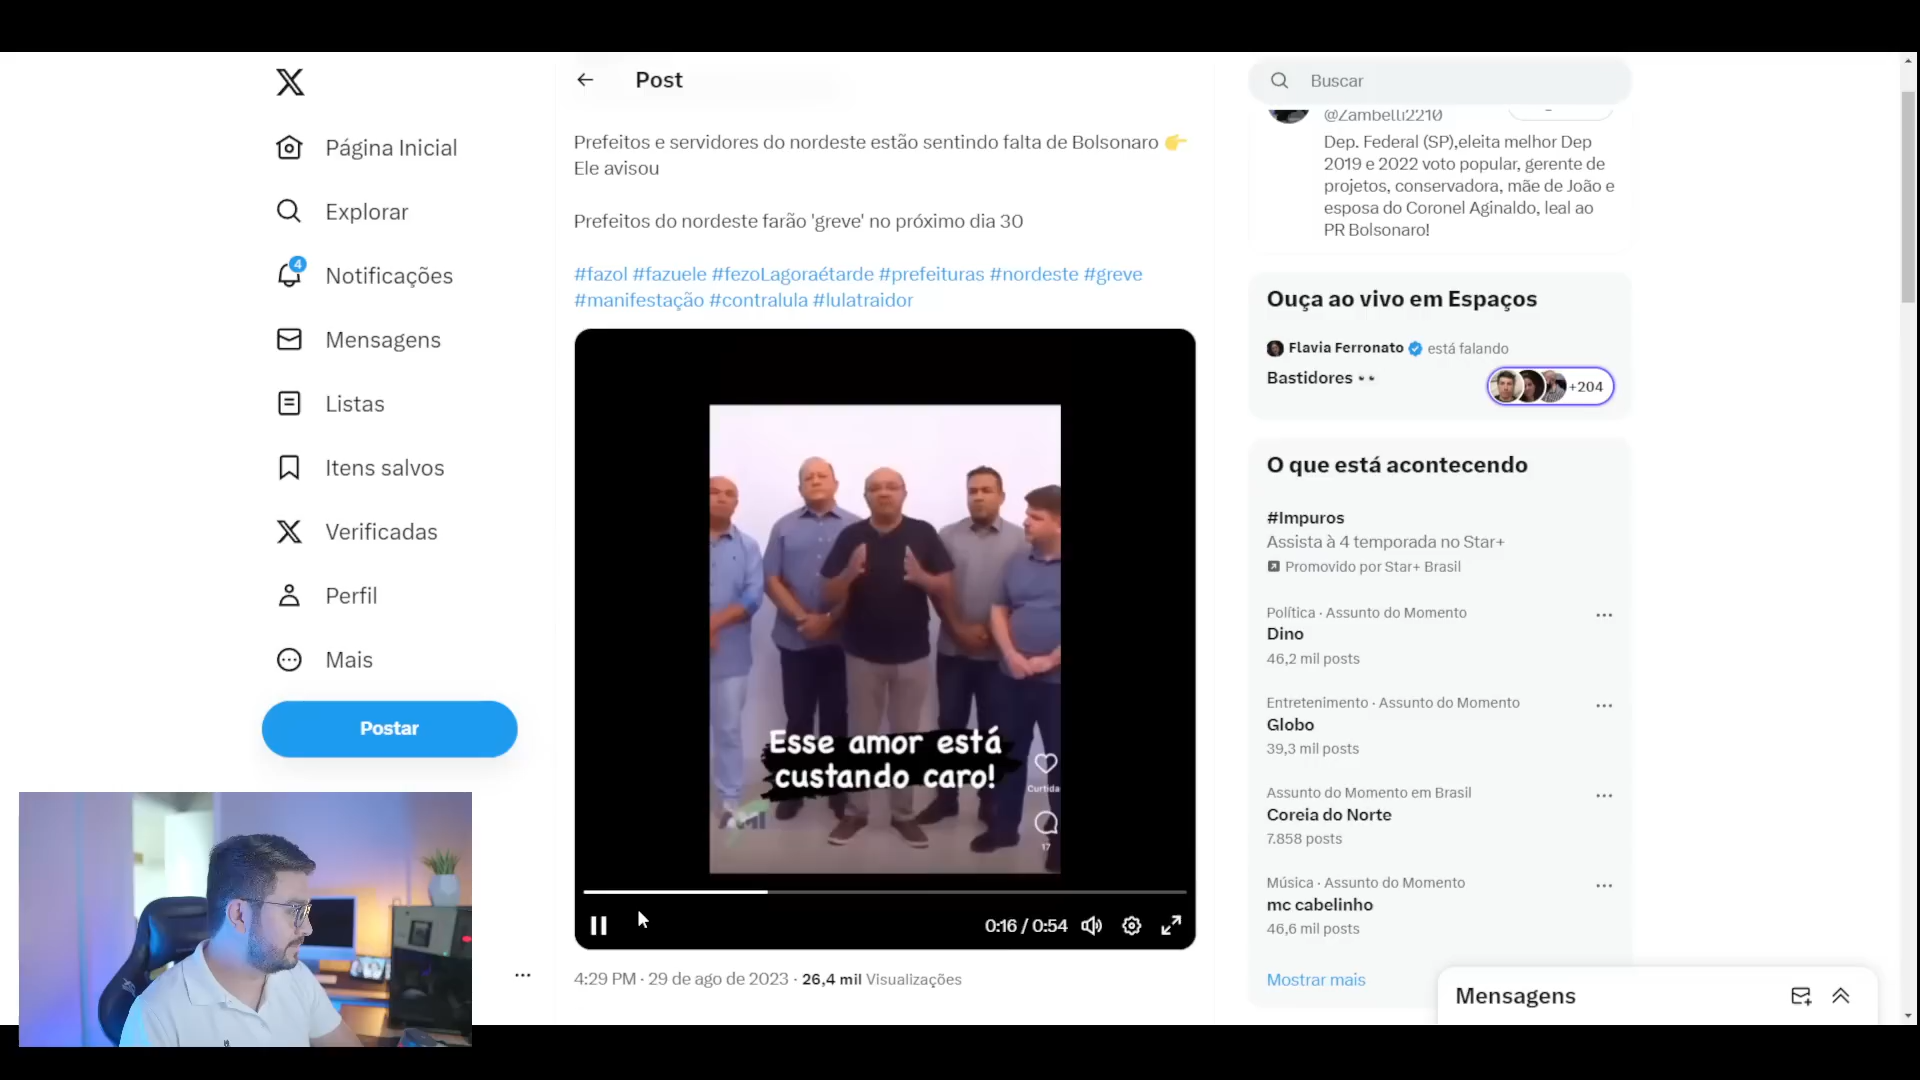 Página Inicial
Explorar
4
Notificações
Mensagens
Listas
Itens salvos
Verificadas
Perfil
Mais
Postar
Post
Prefeitos e servidores do nordeste estão sentindo falta de Bolsonaro 👉
Ele avisou
Prefeitos do nordeste farão 'greve' no próximo dia 30
#fazol #fazuele #fezoLagoraétarde #prefeituras #nordeste #greve
#manifestação #contralula #lulatraidor
Esse amor está
custando caro!
Curtida
17
0:16 / 0:54
4:29 PM · 29 de ago de 2023 · 26,4 mil Visualizações
Buscar
@Zambelli2210
Dep. Federal (SP),eleita melhor Dep
2019 e 2022 voto popular, gerente de
projetos, conservadora, mãe de João e
esposa do Coronel Aginaldo, leal ao
PR Bolsonaro!
Ouça ao vivo em Espaços
Flavia Ferronato está falando
Bastidores 👀
+204
O que está acontecendo
#Impuros
Assista à 4 temporada no Star+
Promovido por Star+ Brasil
Política · Assunto do Momento
Dino
46,2 mil posts
Entretenimento · Assunto do Momento
Globo
39,3 mil posts
Assunto do Momento em Brasil
Coreia do Norte
7.858 posts
Música · Assunto do Momento
mc cabelinho
46,6 mil posts
Mostrar mais
Mensagens